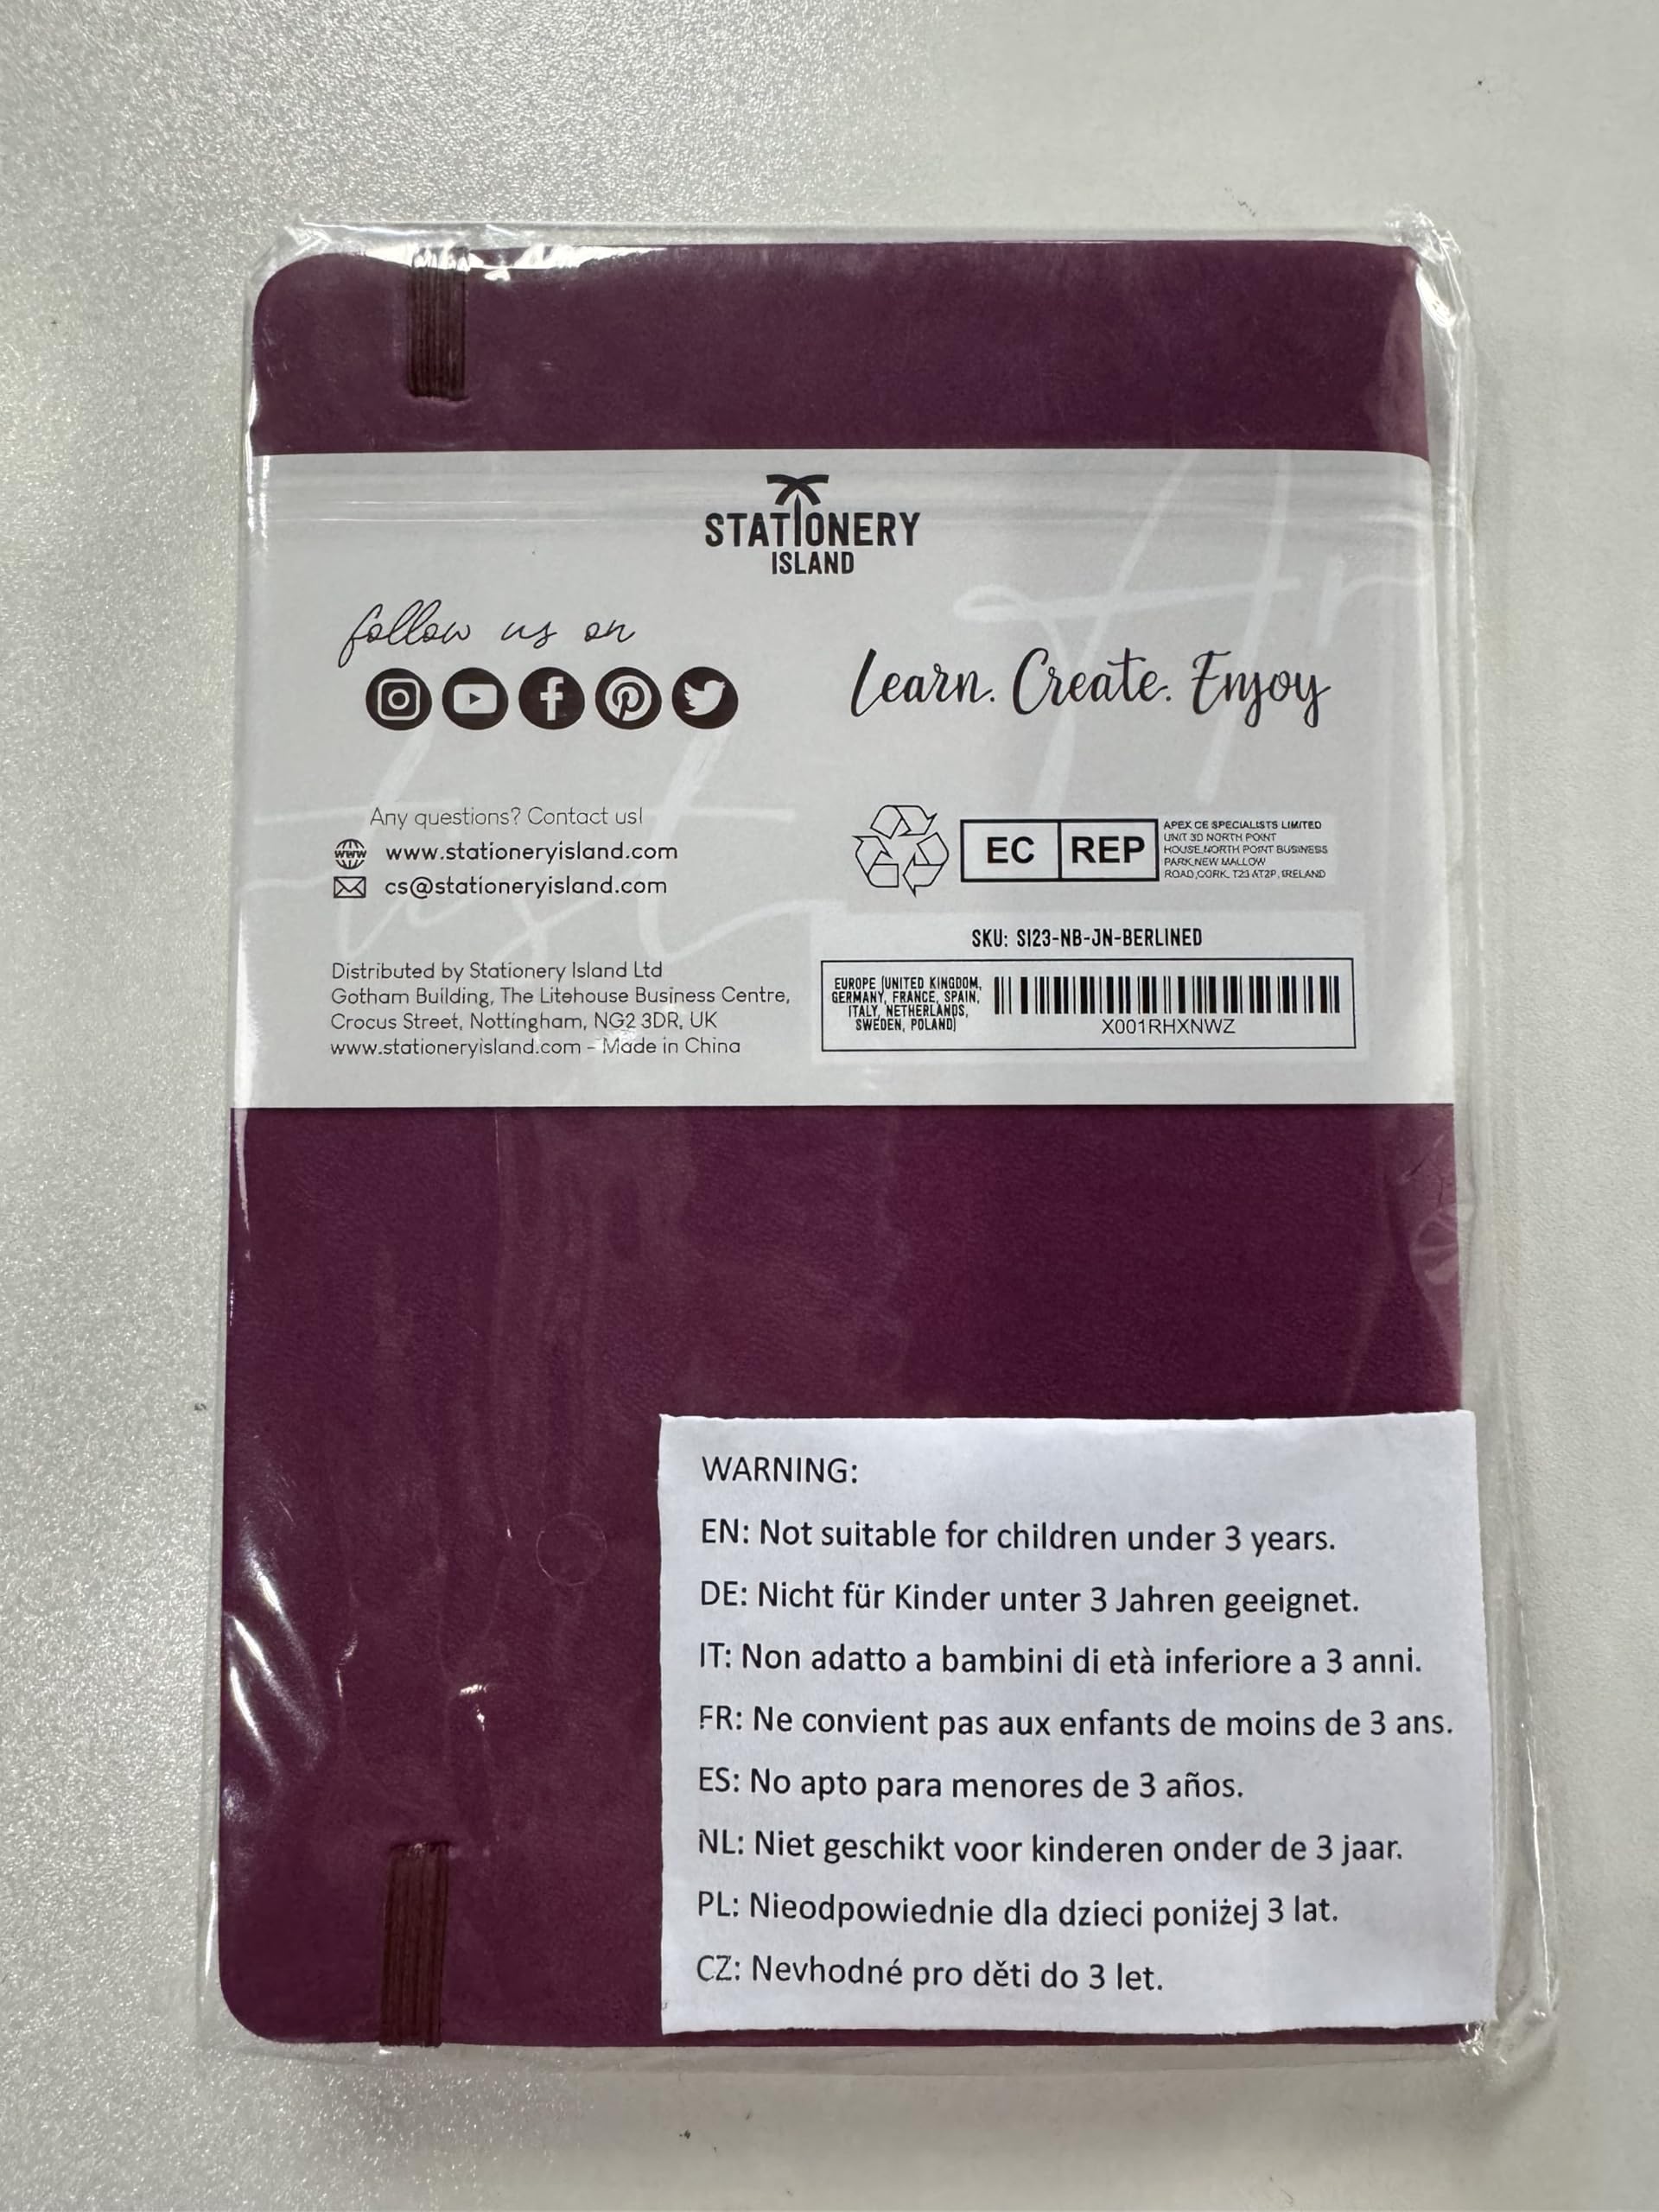 STATIONERY
ISLAND
follow us on
Learn. Create. Enjoy
Any questions? Contact us!
www.stationeryisland.com
cs@stationeryisland.com
EC REP
APEX CE SPECIALISTS LIMITED
UNIT 3D NORTH POINT
HOUSE,NORTH POINT BUSINESS
PARK,NEW MALLOW
ROAD,CORK, T23 AT2P, IRELAND
Distributed by Stationery Island Ltd
Gotham Building, The Litehouse Business Centre,
Crocus Street, Nottingham, NG2 3DR, UK
www.stationeryisland.com - Made in China
SKU: SI23-NB-JN-BERLINED
EUROPE (UNITED KINGDOM,
GERMANY, FRANCE, SPAIN,
ITALY, NETHERLANDS,
SWEDEN, POLAND)
X001RHXNWZ
WARNING:
EN: Not suitable for children under 3 years.
DE: Nicht für Kinder unter 3 Jahren geeignet.
IT: Non adatto a bambini di età inferiore a 3 anni.
FR: Ne convient pas aux enfants de moins de 3 ans.
ES: No apto para menores de 3 años.
NL: Niet geschikt voor kinderen onder de 3 jaar.
PL: Nieodpowiednie dla dzieci poniżej 3 lat.
CZ: Nevhodné pro děti do 3 let.